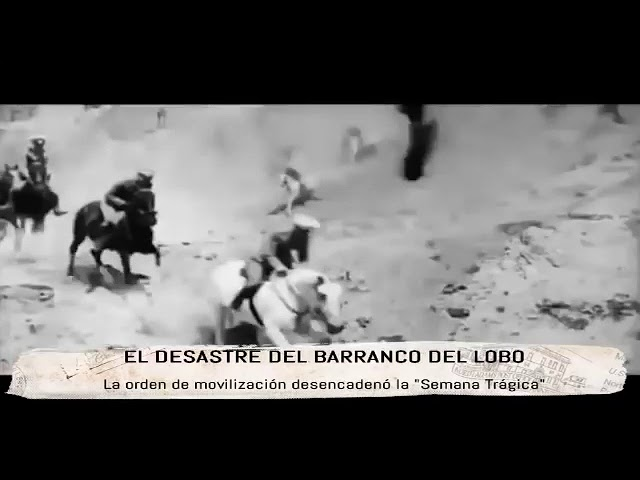 EL DESASTRE DEL BARRANCO DEL LOBO
La orden de movilización desencadenó la "Semana Trágica"